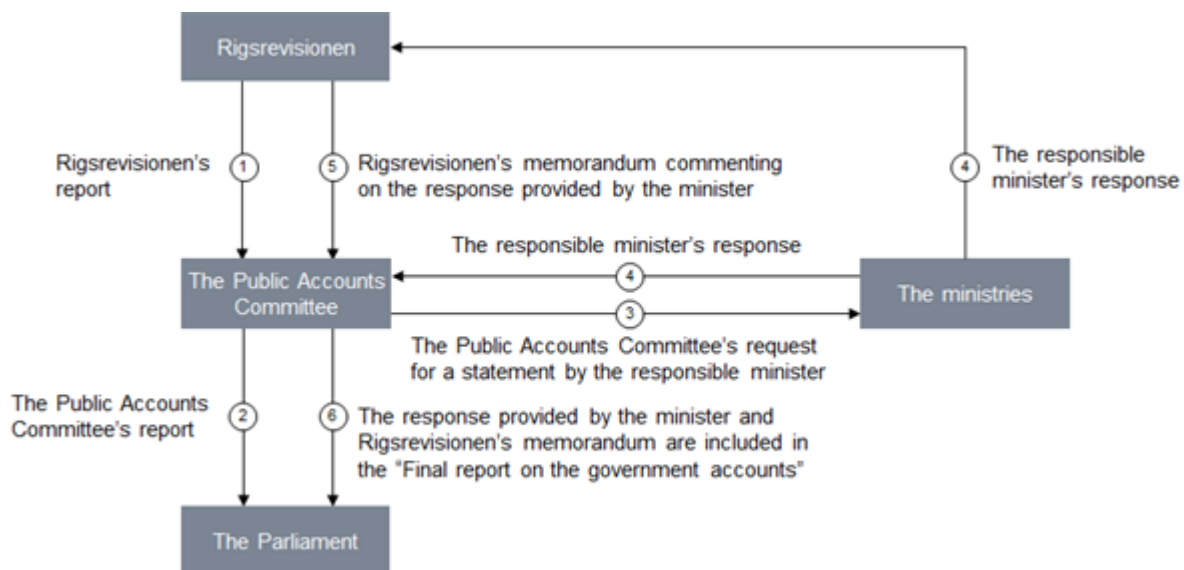 Rigsrevisionen
Rigsrevisionen's
report
1
5
Rigsrevisionen's memorandum commenting
on the response provided by the minister
4
The responsible
minister's response
The responsible minister's response
The Public Accounts
Committee
4
3
The ministries
The Public Accounts Committee's request
for a statement by the responsible minister
The Public Accounts
Committee's report
2
6
The response provided by the minister and
Rigsrevisionen's memorandum are included in
the "Final report on the government accounts"
The Parliament